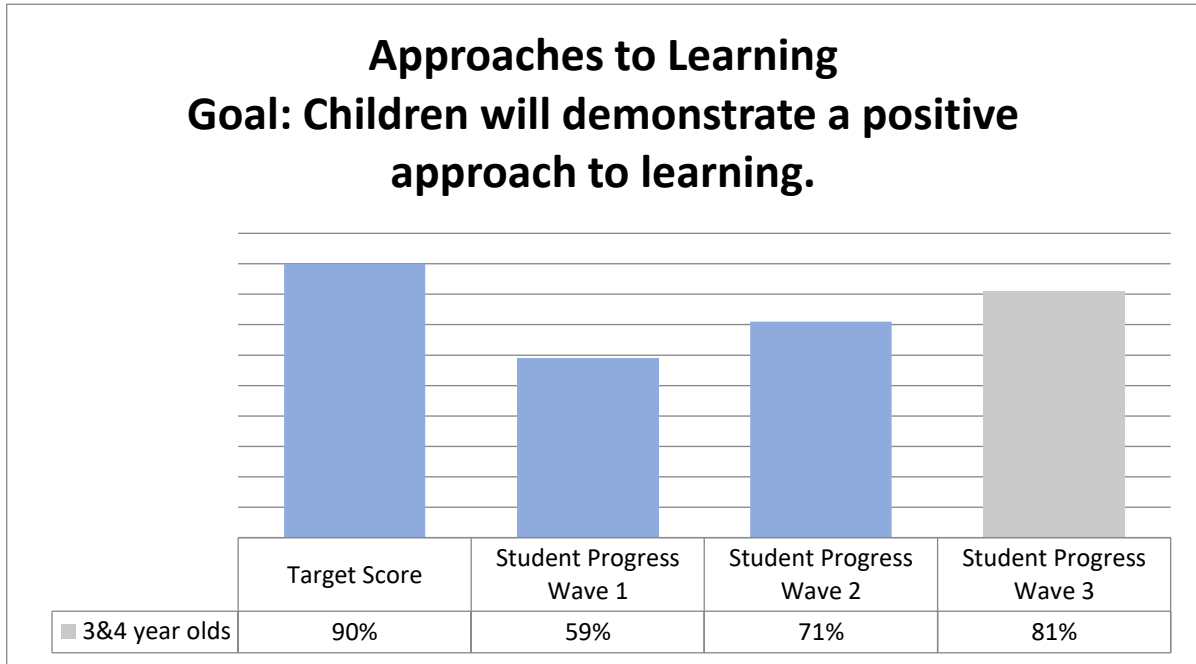 Approaches to Learning
Goal: Children will demonstrate a positive
approach to learning.
Target Score
Student Progress
Wave 1
Student Progress
Wave 2
Student Progress
Wave 3
3&4 year olds
90%
59%
71%
81%